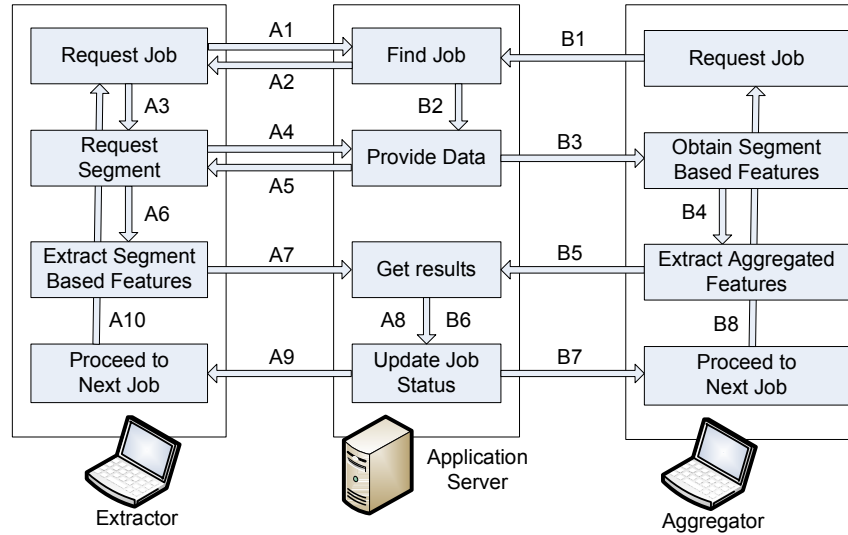 A1
B1
Request Job
Find Job
Request Job
A2
A3
B2
A4
B3
Request
Segment
Provide Data
Obtain Segment
Based Features
A5
A6
B4
Extract Segment
Based Features
A7
Get results
B5
Extract Aggregated
Features
A10
A8
B6
B8
Proceed to
Next Job
A9
Update Job
Status
B7
Proceed to
Next Job
Application
Server
Extractor
Aggregator